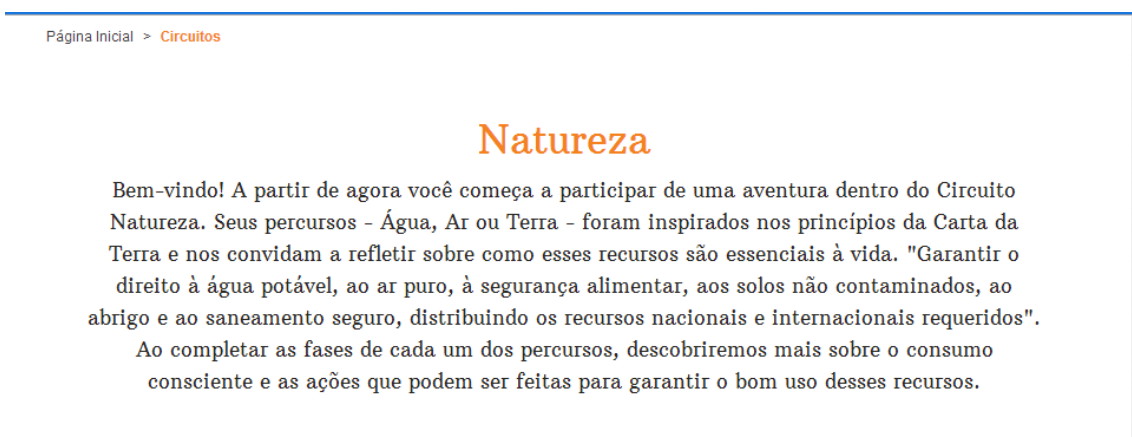 Página Inicial > Circuitos
Natureza
Bem-vindo! A partir de agora você começa a participar de uma aventura dentro do Circuito
Natureza. Seus percursos - Água, Ar ou Terra - foram inspirados nos princípios da Carta da
Terra e nos convidam a refletir sobre como esses recursos são essenciais à vida. "Garantir o
direito à água potável, ao ar puro, à segurança alimentar, aos solos não contaminados, ao
abrigo e ao saneamento seguro, distribuindo os recursos nacionais e internacionais requeridos".
Ao completar as fases de cada um dos percursos, descobriremos mais sobre o consumo
consciente e as ações que podem ser feitas para garantir o bom uso desses recursos.